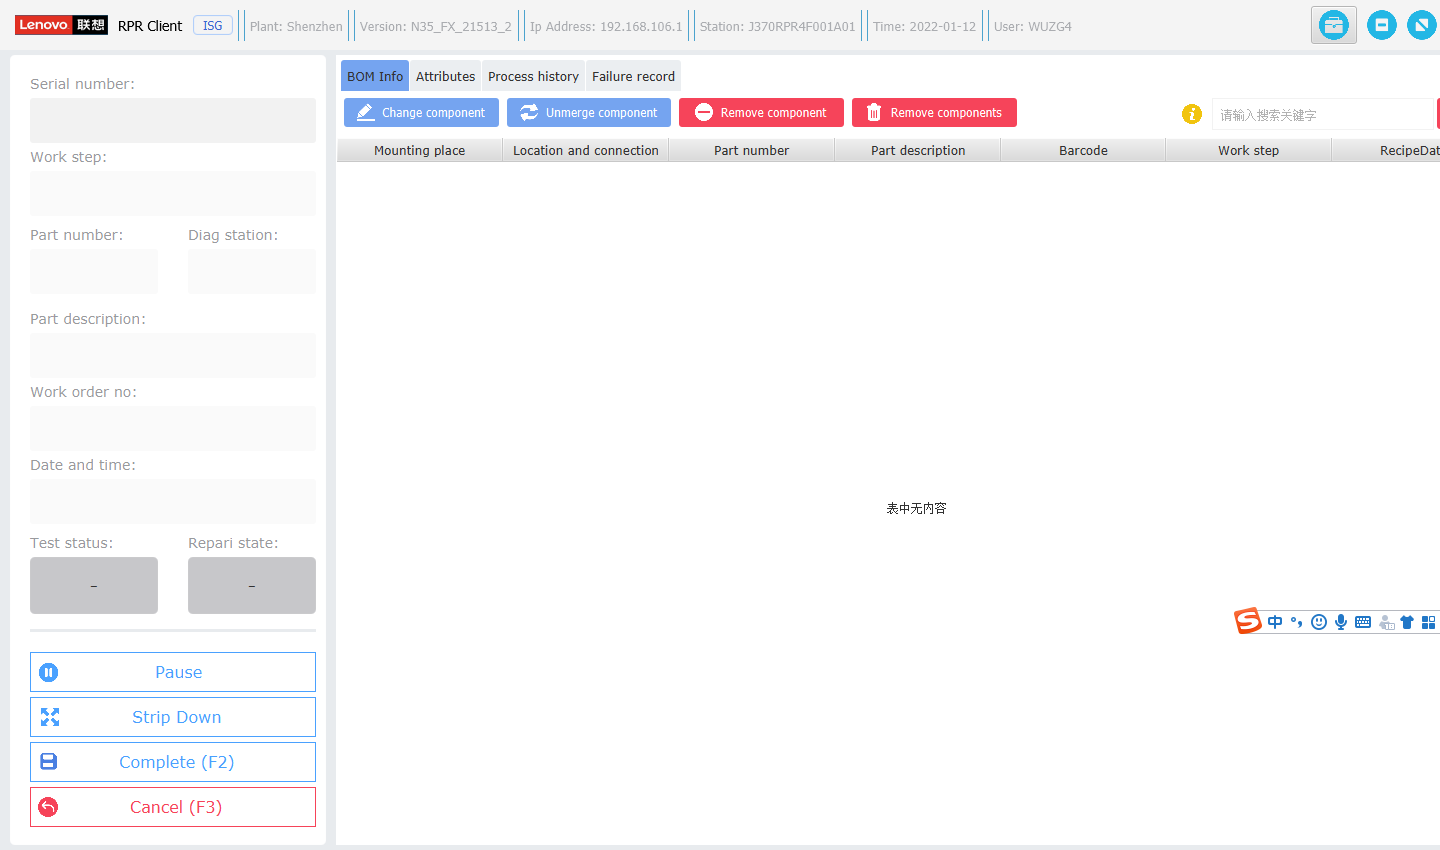 Lenovo 联想 RPR Client ISG Plant: Shenzhen Version: N35_FX_21513_2 Ip Address: 192.168.106.1 Station: J370RPR4F001A01 Time: 2022-01-12 User: WUZG4
Serial number:
Work step:
Part number: Diag station:
Part description:
Work order no:
Date and time:
Test status: Repari state:
- -
Pause
Strip Down
Complete (F2)
Cancel (F3)
BOM Info Attributes Process history Failure record
Change component Unmerge component Remove component Remove components 请输入搜索关键字
Mounting place Location and connection Part number Part description Barcode Work step RecipeDat
表中无内容
S 中